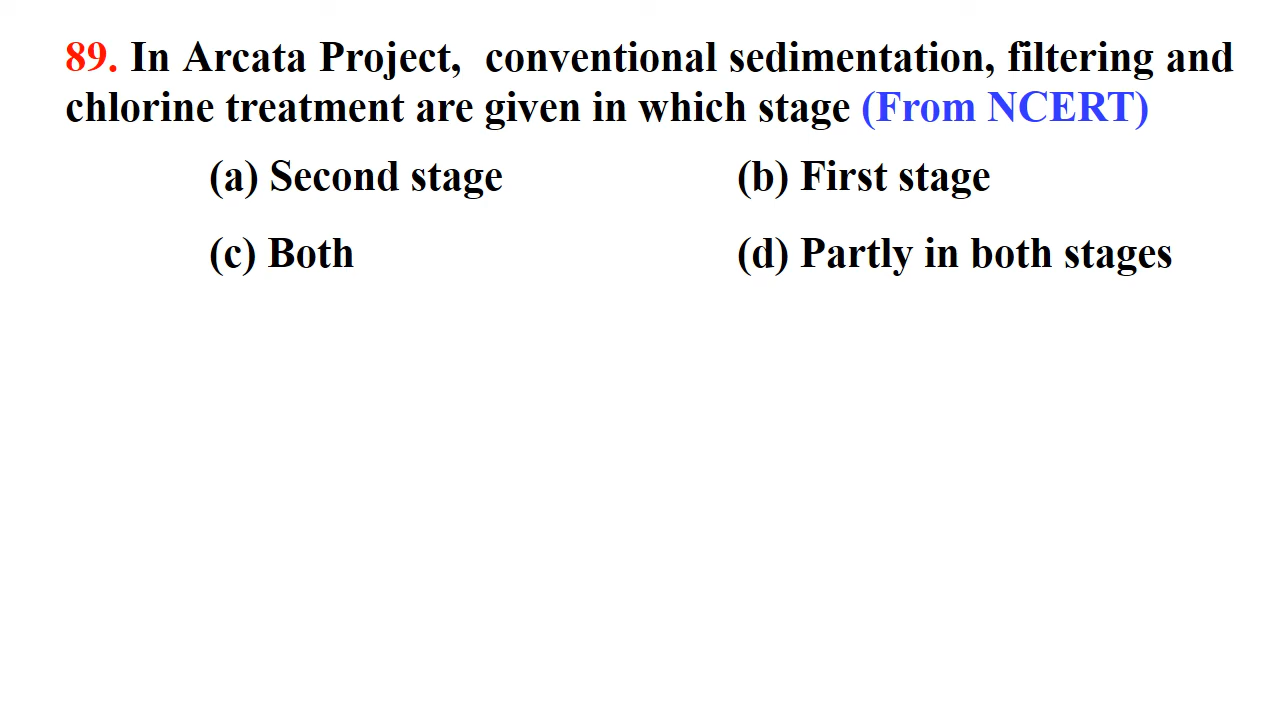 89. In Arcata Project, conventional sedimentation, filtering and
chlorine treatment are given in which stage (From NCERT)
(a) Second stage (b) First stage
(c) Both (d) Partly in both stages